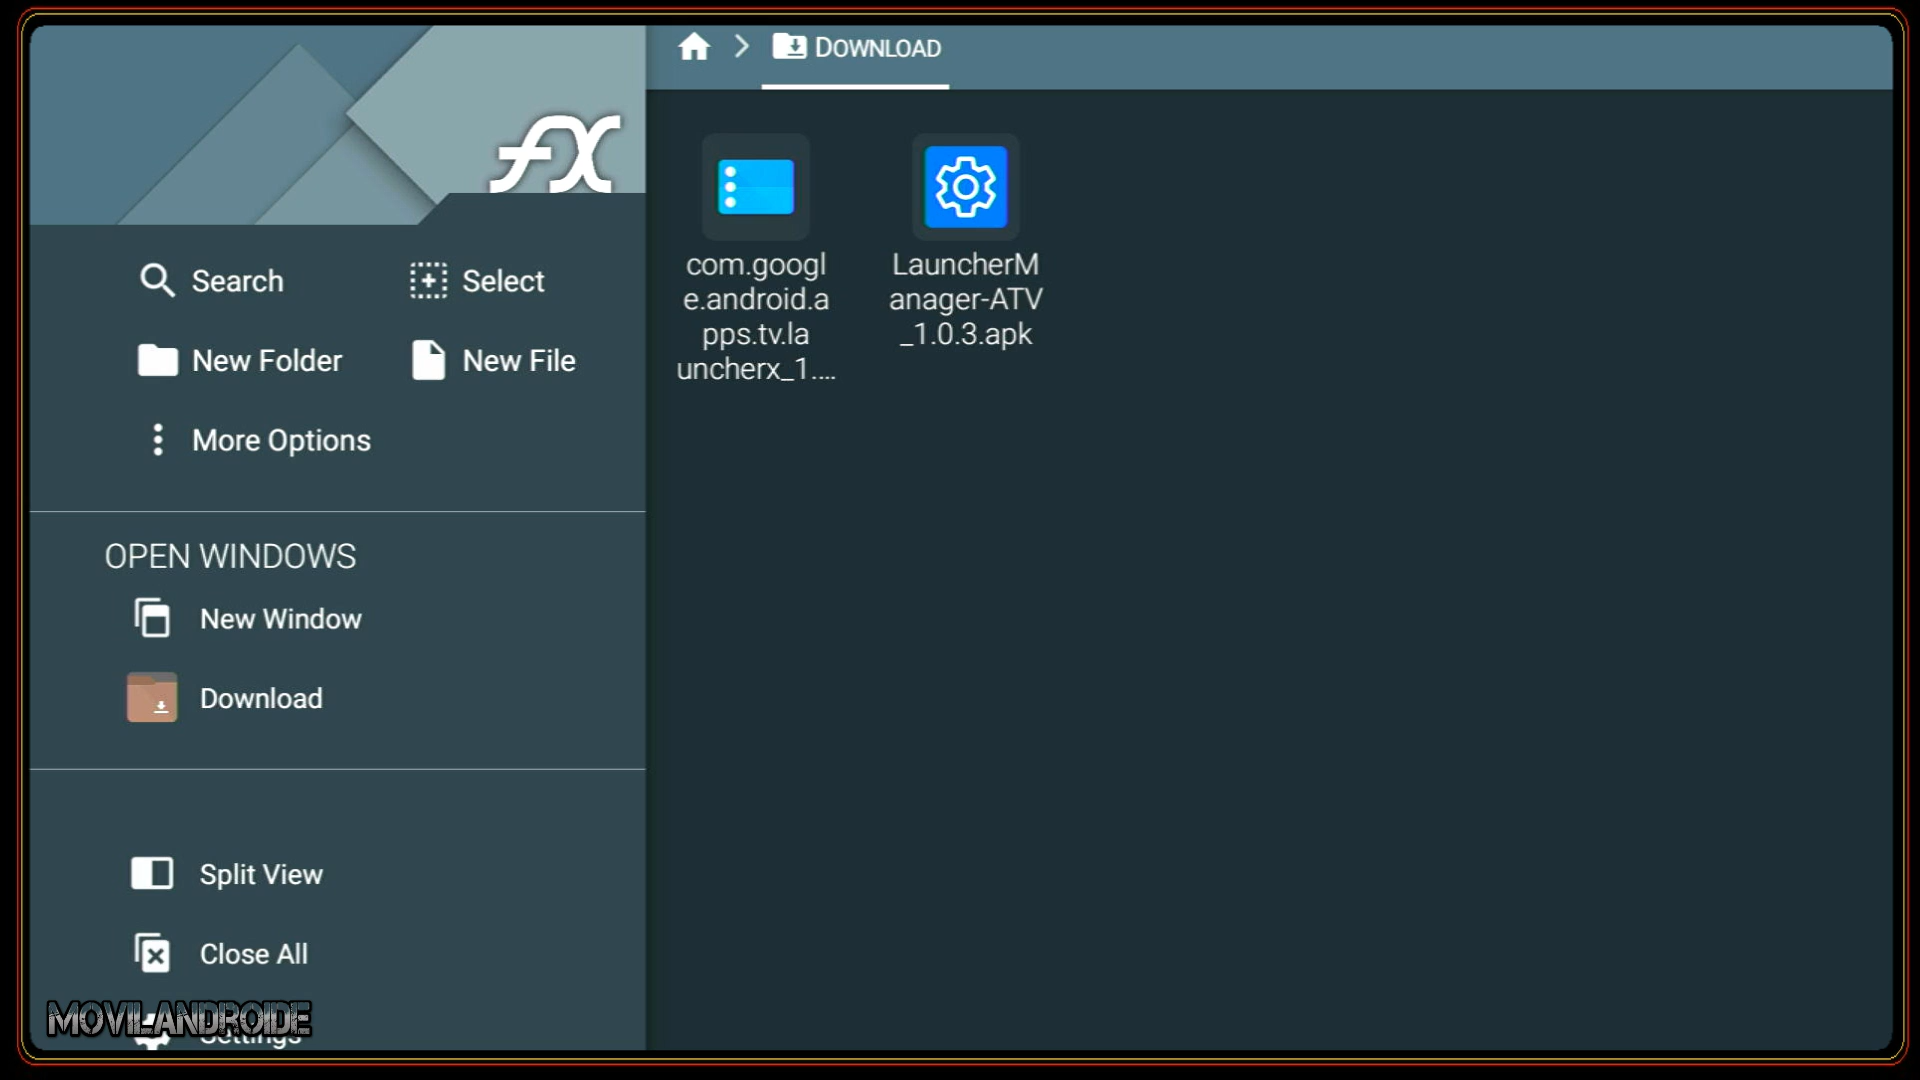 fX
DOWNLOAD
Search
Select
New Folder
New File
More Options
OPEN WINDOWS
New Window
Download
Split View
Close All
Settings
com.googl
e.android.a
pps.tv.la
uncherx_1....
LauncherM
anager-ATV
_1.0.3.apk
MOVILANDROIDE